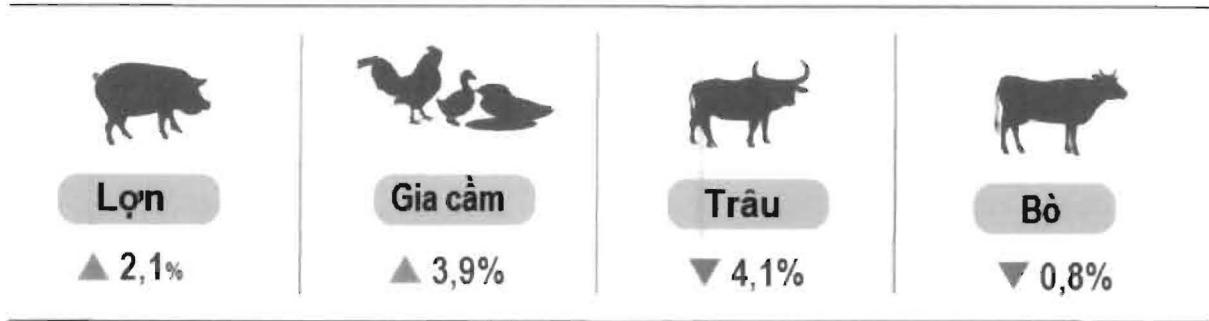 Lợn
▲ 2,1%
Gia cầm
▲ 3,9%
Trâu
▼ 4,1%
Bò
▼ 0,8%